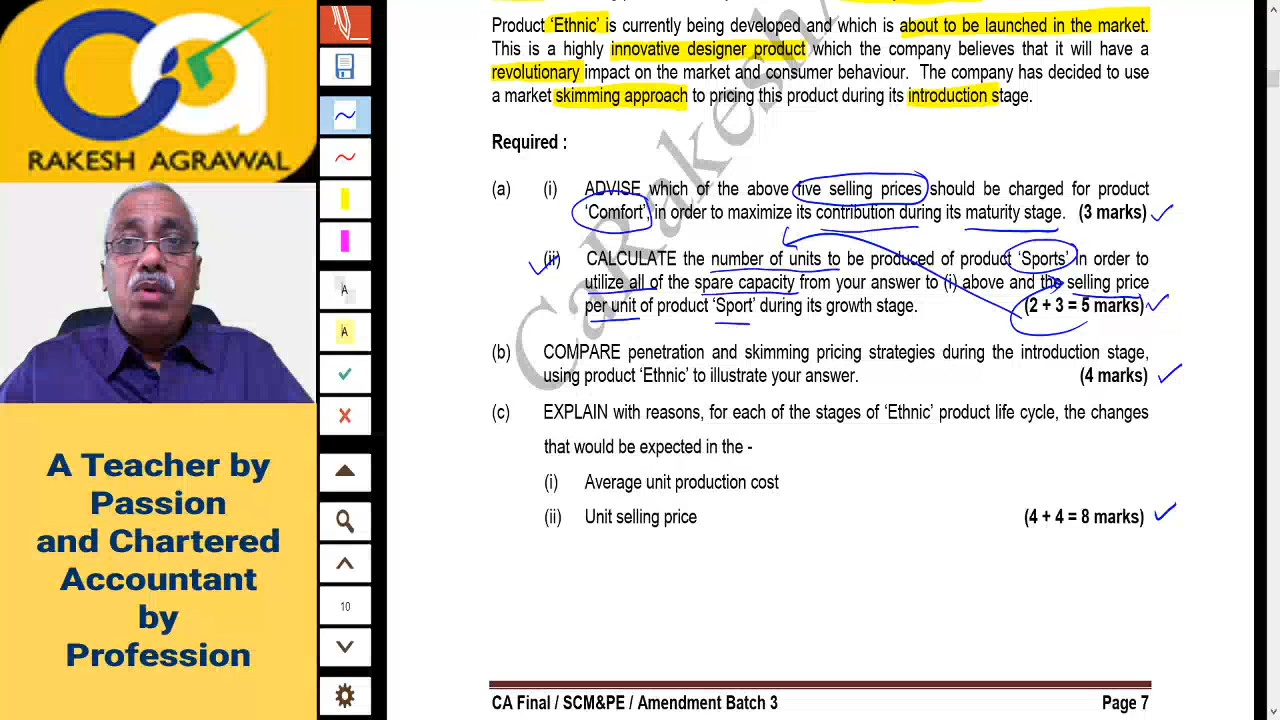 RAKESH AGRAWAL
A Teacher by
Passion
and Chartered
Accountant
by
Profession
A
A
10
Product ‘Ethnic’ is currently being developed and which is about to be launched in the market.
This is a highly innovative designer product which the company believes that it will have a
revolutionary impact on the market and consumer behaviour. The company has decided to use
a market skimming approach to pricing this product during its introduction stage.
Required :
(a) (i) ADVISE which of the above five selling prices should be charged for product
‘Comfort’, in order to maximize its contribution during its maturity stage. (3 marks)
(ii) CALCULATE the number of units to be produced of product ‘Sports’ in order to
utilize all of the spare capacity from your answer to (i) above and the selling price
per unit of product ‘Sport’ during its growth stage. (2 + 3 = 5 marks)
(b) COMPARE penetration and skimming pricing strategies during the introduction stage,
using product ‘Ethnic’ to illustrate your answer. (4 marks)
(c) EXPLAIN with reasons, for each of the stages of ‘Ethnic’ product life cycle, the changes
that would be expected in the -
(i) Average unit production cost
(ii) Unit selling price (4 + 4 = 8 marks)
CaRakesh
CA Final / SCM&PE / Amendment Batch 3 Page 7